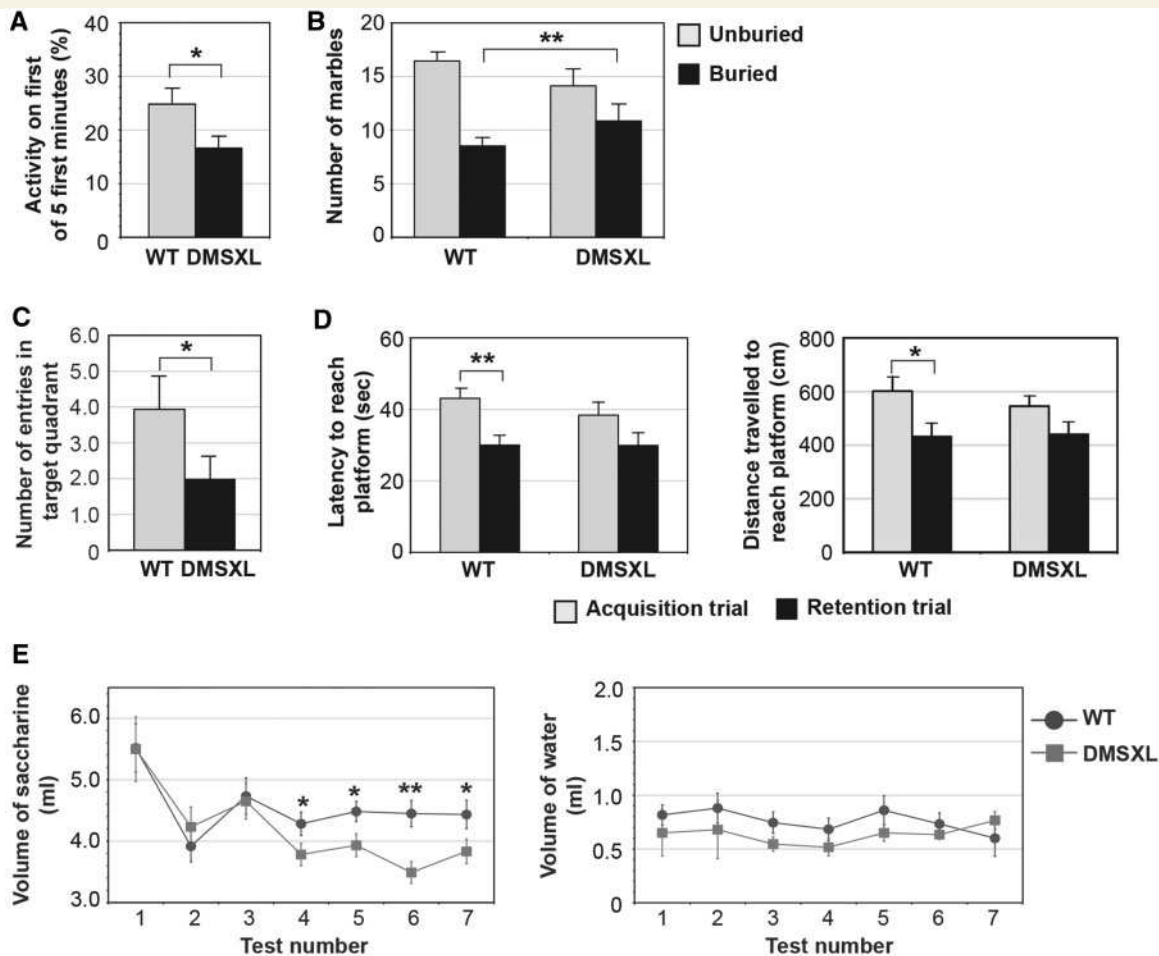 A
Activity on first
of 5 first minutes (%)
40
30
20
10
0
*
WT DMSXL
B
Number of marbles
20
15
10
5
0
**
WT DMSXL
Unburied
Buried
C
Number of entries in
target quadrant
6.0
5.0
4.0
3.0
2.0
1.0
0
*
WT DMSXL
D
Latency to reach
platform (sec)
60
40
20
0
**
WT DMSXL
Distance travelled to
reach platform (cm)
800
600
400
200
0
*
WT DMSXL
Acquisition trial Retention trial
E
Volume of saccharine
(ml)
6.0
5.0
4.0
3.0
* * ** *
1 2 3 4 5 6 7
Test number
Volume of water
(ml)
2.0
1.5
1.0
0.5
0
1 2 3 4 5 6 7
Test number
WT
DMSXL